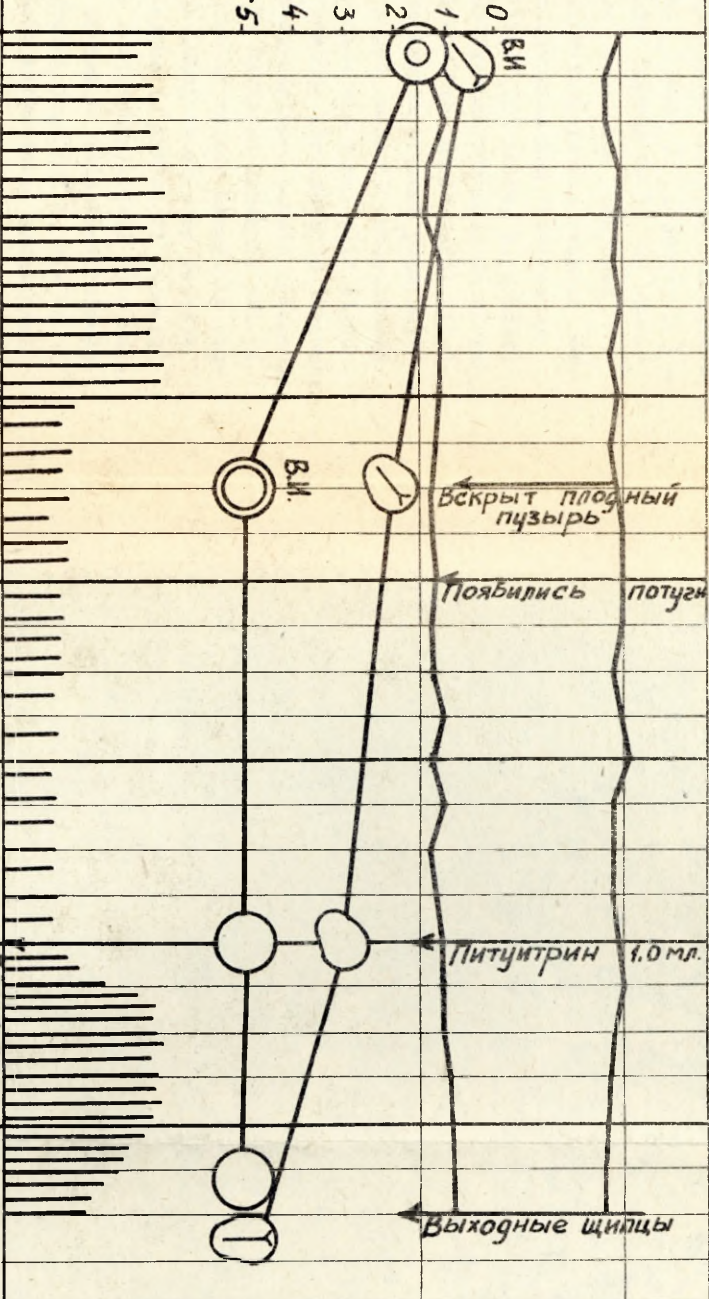 5 4 3 2 1 0
В.И
В.И.
Вскрыт плодный
пузырь
Появились потуги
Питуитрин 1.0 мл.
Выходные щипцы